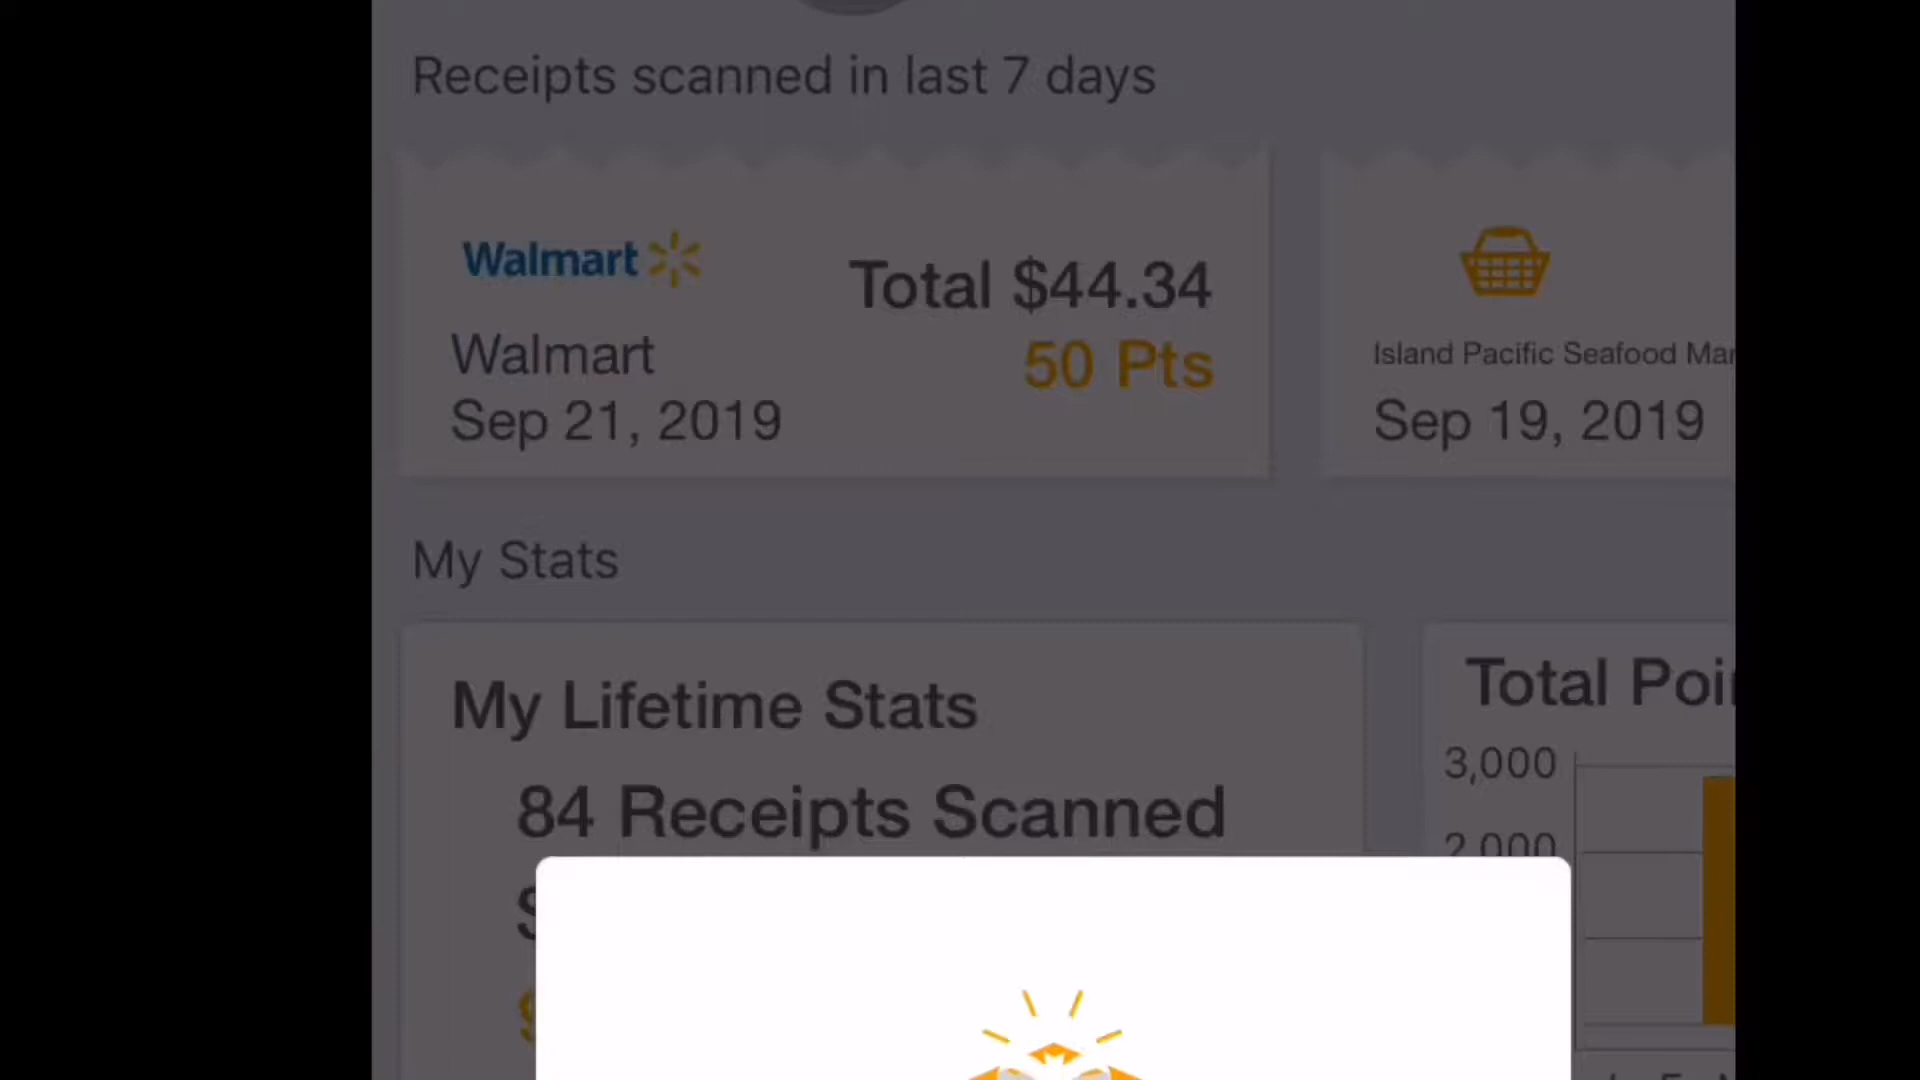 Receipts scanned in last 7 days
Walmart
Total $44.34
Walmart
50 Pts
Sep 21, 2019
Island Pacific Seafood Mar
Sep 19, 2019
My Stats
My Lifetime Stats
84 Receipts Scanned
Total Poi
3,000
2,000